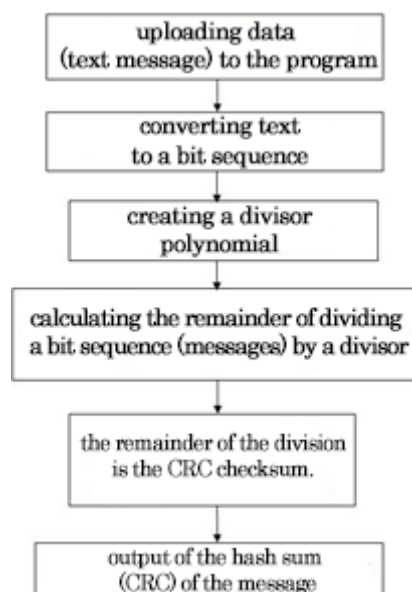 uploading data
(text message) to the program
converting text
to a bit sequence
creating a divisor
polynomial
calculating the remainder of dividing
a bit sequence (messages) by a divisor
the remainder of the division
is the CRC checksum.
output of the hash sum
(CRC) of the message